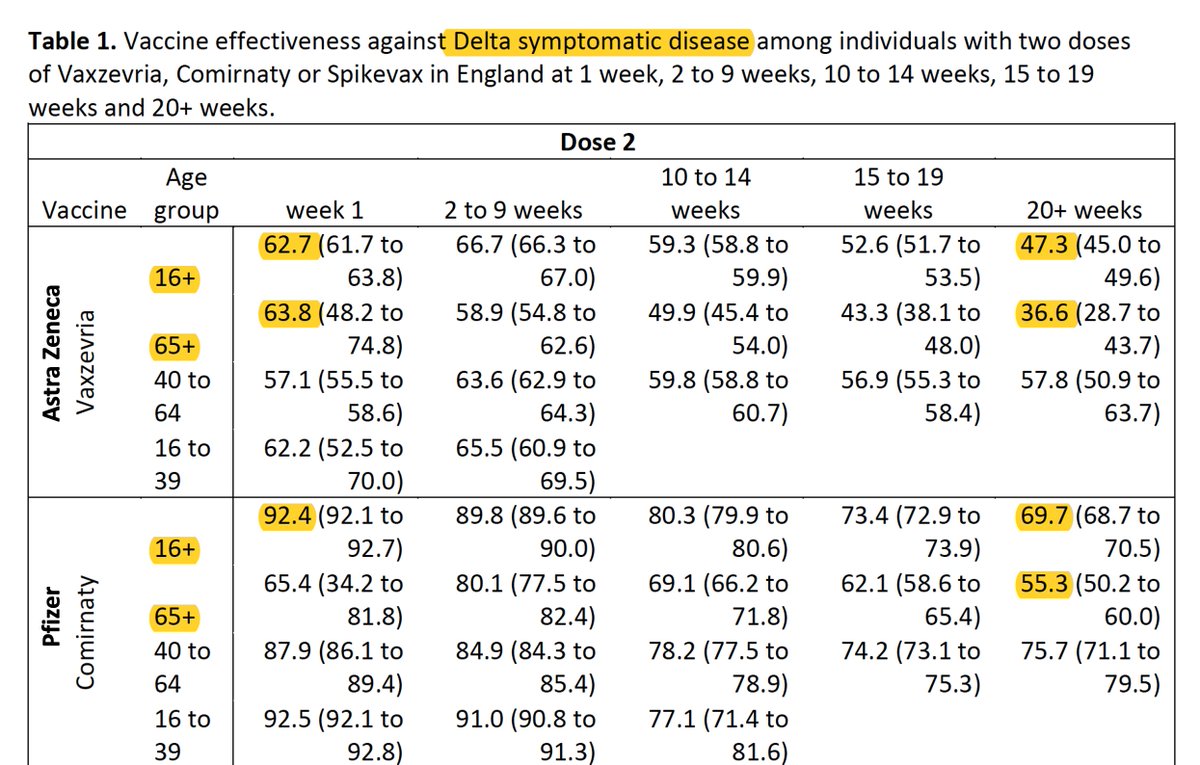 Table 1. Vaccine effectiveness against Delta symptomatic disease among individuals with two doses
of Vaxzevria, Comirnaty or Spikevax in England at 1 week, 2 to 9 weeks, 10 to 14 weeks, 15 to 19
weeks and 20+ weeks.
Dose 2
Age 10 to 14 15 to 19
Vaccine group week 1 2 to 9 weeks weeks weeks 20+ weeks
Astra Zeneca
Vaxzevria
62.7 (61.7 to 66.7 (66.3 to 59.3 (58.8 to 52.6 (51.7 to 47.3 (45.0 to
16+ 63.8) 67.0) 59.9) 53.5) 49.6)
63.8 (48.2 to 58.9 (54.8 to 49.9 (45.4 to 43.3 (38.1 to 36.6 (28.7 to
65+ 74.8) 62.6) 54.0) 48.0) 43.7)
40 to 57.1 (55.5 to 63.6 (62.9 to 59.8 (58.8 to 56.9 (55.3 to 57.8 (50.9 to
64 58.6) 64.3) 60.7) 58.4) 63.7)
16 to 62.2 (52.5 to 65.5 (60.9 to
39 70.0) 69.5)
Pfizer
Comirnaty
92.4 (92.1 to 89.8 (89.6 to 80.3 (79.9 to 73.4 (72.9 to 69.7 (68.7 to
16+ 92.7) 90.0) 80.6) 73.9) 70.5)
65.4 (34.2 to 80.1 (77.5 to 69.1 (66.2 to 62.1 (58.6 to 55.3 (50.2 to
65+ 81.8) 82.4) 71.8) 65.4) 60.0)
40 to 87.9 (86.1 to 84.9 (84.3 to 78.2 (77.5 to 74.2 (73.1 to 75.7 (71.1 to
64 89.4) 85.4) 78.9) 75.3) 79.5)
16 to 92.5 (92.1 to 91.0 (90.8 to 77.1 (71.4 to
39 92.8) 91.3) 81.6)